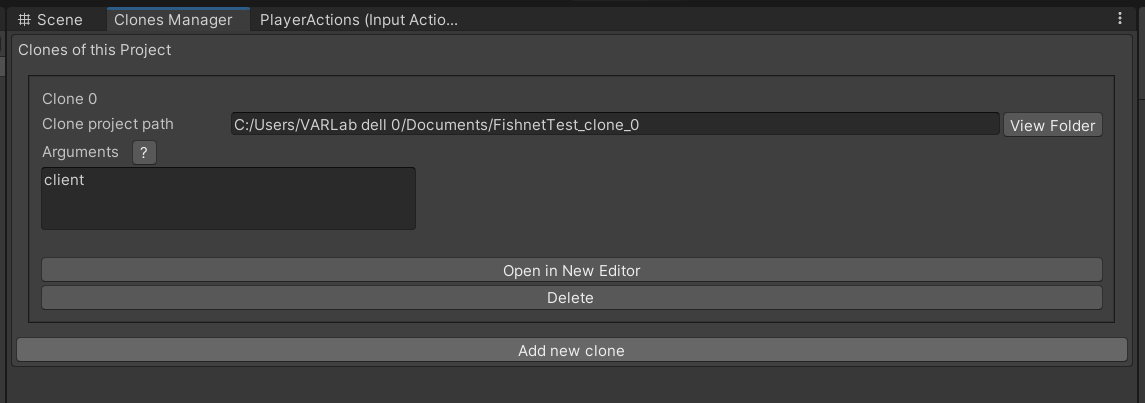 Scene
Clones Manager
PlayerActions (Input Actio...
Clones of this Project
Clone 0
Clone project path
C:/Users/VARLab dell 0/Documents/FishnetTest_clone_0
View Folder
Arguments
?
client
Open in New Editor
Delete
Add new clone